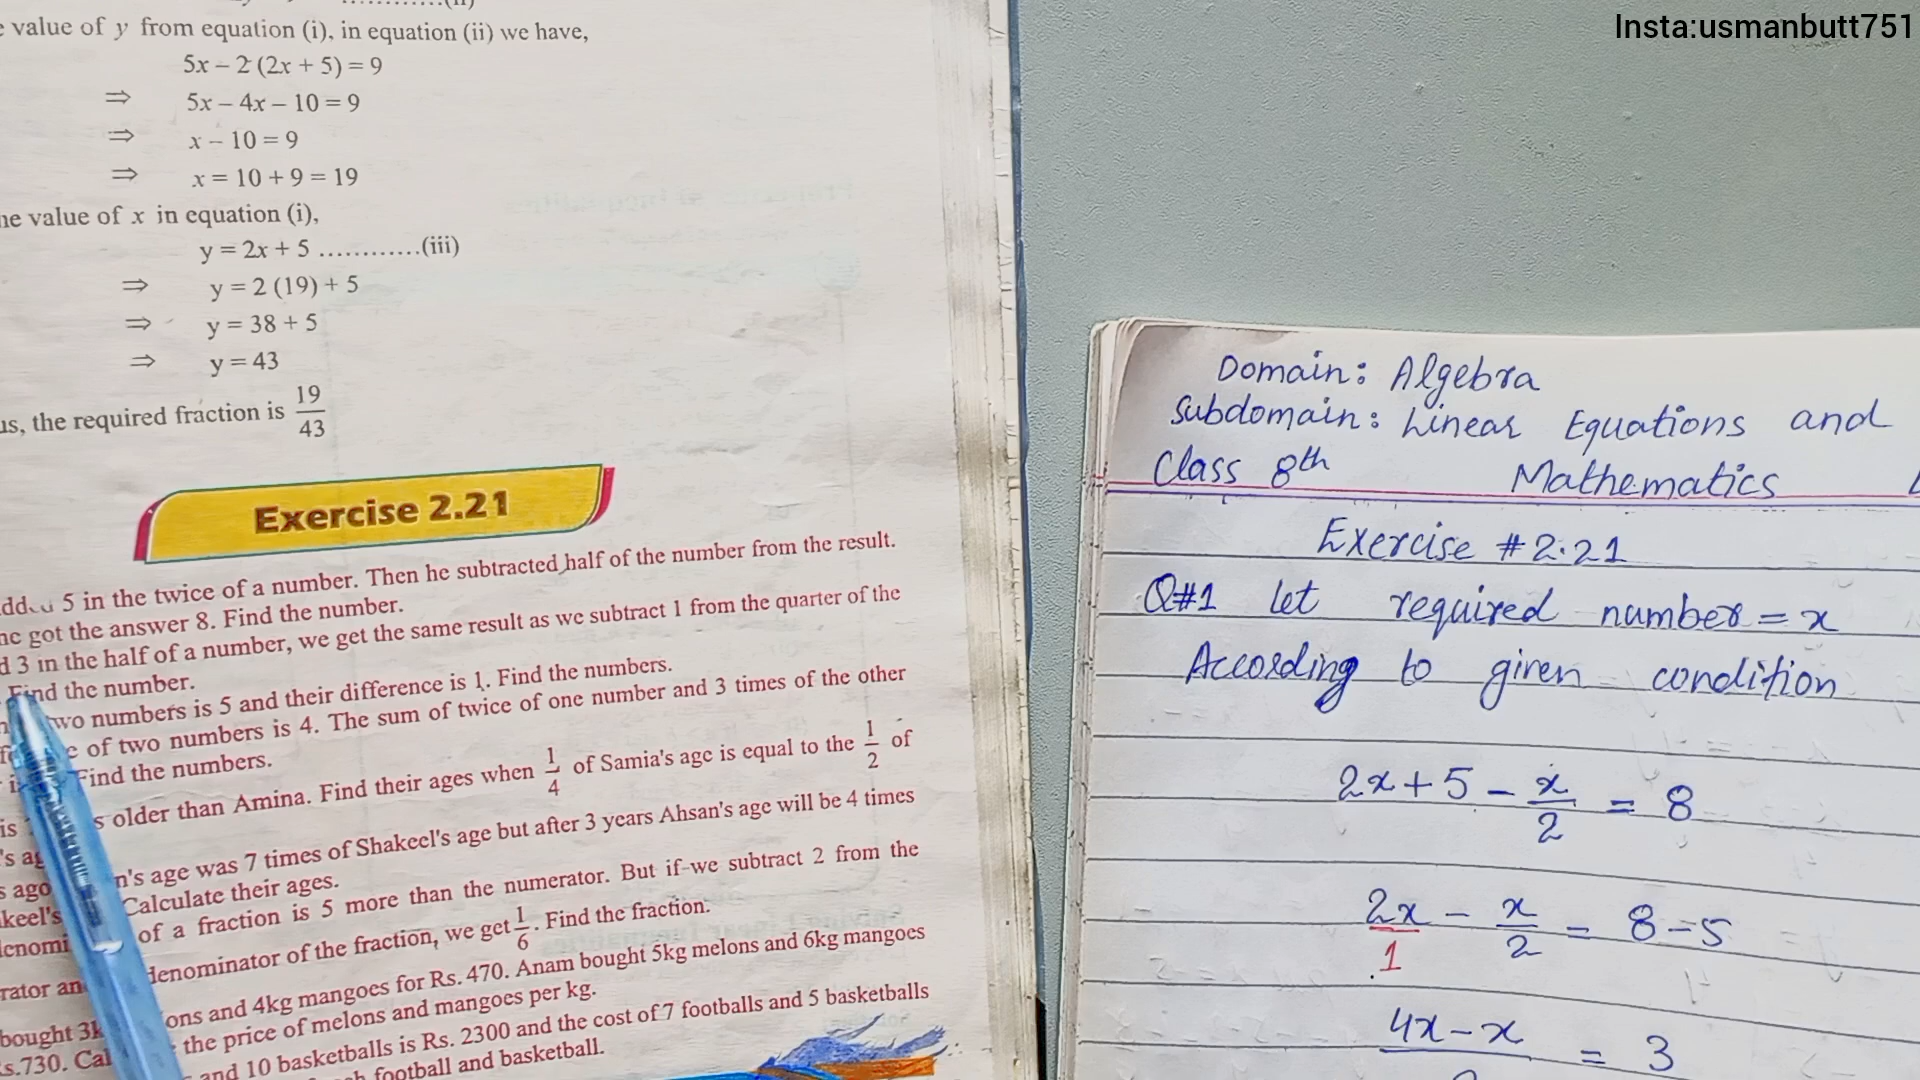 value of y from equation (i), in equation (ii) we have,
5x – 2 (2x + 5) = 9
⇒ 5x – 4x – 10 = 9
⇒ x – 10 = 9
⇒ x = 10 + 9 = 19
value of x in equation (i),
y = 2x + 5 ............(iii)
⇒ y = 2 (19) + 5
⇒ y = 38 + 5
⇒ y = 43
the required fraction is 19/43
Exercise 2.21
5 in the twice of a number. Then he subtracted half of the number from the result.
got the answer 8. Find the number.
3 in the half of a number, we get the same result as we subtract 1 from the quarter of the
Find the number.
two numbers is 5 and their difference is 1. Find the numbers.
of two numbers is 4. The sum of twice of one number and 3 times of the other
Find the numbers.
older than Amina. Find their ages when 1/4 of Samia's age is equal to the 1/2 of
age was 7 times of Shakeel's age but after 3 years Ahsan's age will be 4 times
Calculate their ages.
of a fraction is 5 more than the numerator. But if we subtract 2 from the
denominator of the fraction, we get 1/6. Find the fraction.
bought and 4kg mangoes for Rs. 470. Anam bought 5kg melons and 6kg mangoes
.730. the price of melons and mangoes per kg.
and 10 basketballs is Rs. 2300 and the cost of 7 footballs and 5 basketballs
football and basketball.
Insta:usmanbutt751
Domain: Algebra
Subdomain: Linear Equations and
Class 8th Mathematics
Exercise #2.21
Q#1 let required number = x
According to given condition
2x + 5 – x/2 = 8
2x/1 – x/2 = 8 – 5
4x – x = 3